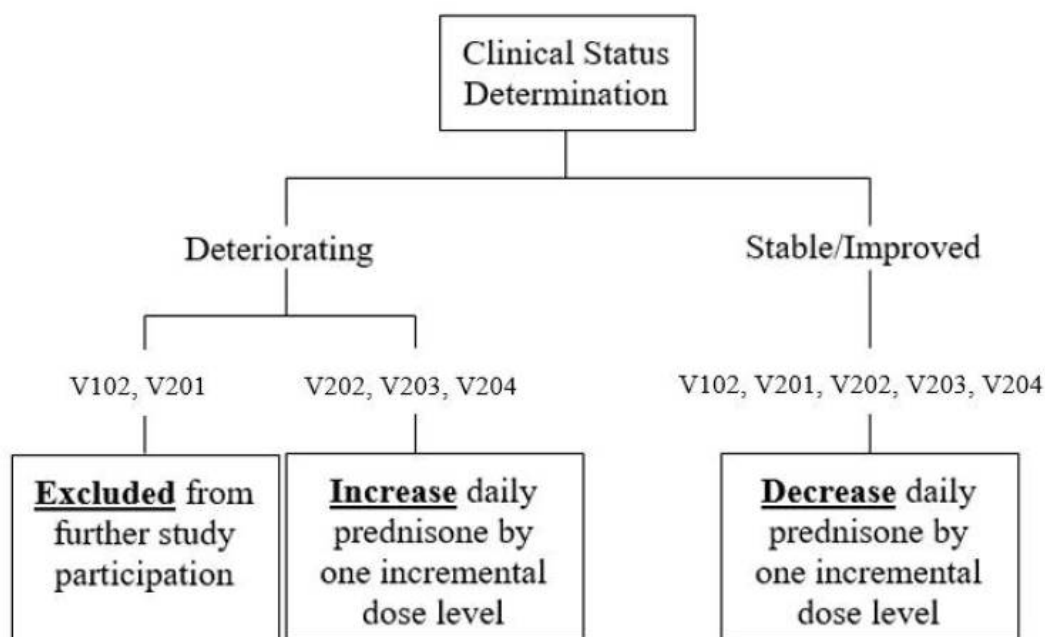 Clinical Status
Determination
Deteriorating
Stable/Improved
V102, V201
V202, V203, V204
V102, V201, V202, V203, V204
Excluded from
further study
participation
Increase daily
prednisone by
one incremental
dose level
Decrease daily
prednisone by
one incremental
dose level